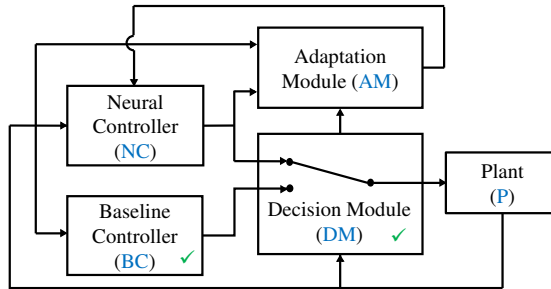 Adaptation
Module (AM)
Neural
Controller
(NC)
Baseline
Controller
(BC)
Decision Module
(DM)
Plant
(P)